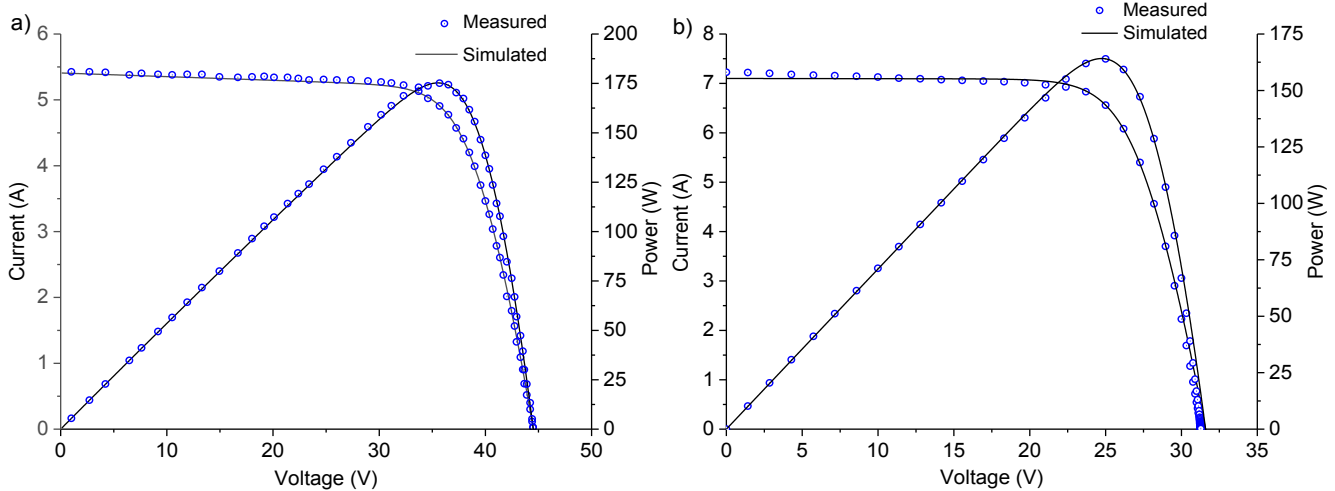 a)
Measured
Simulated
Current (A)
6
5
4
3
2
1
0
200
175
150
125
100
75
50
25
0
Power (W)
0 10 20 30 40 50
Voltage (V)
b)
Measured
Simulated
Current (A)
8
7
6
5
4
3
2
1
0
175
150
125
100
75
50
25
0
Power (W)
0 5 10 15 20 25 30 35
Voltage (V)